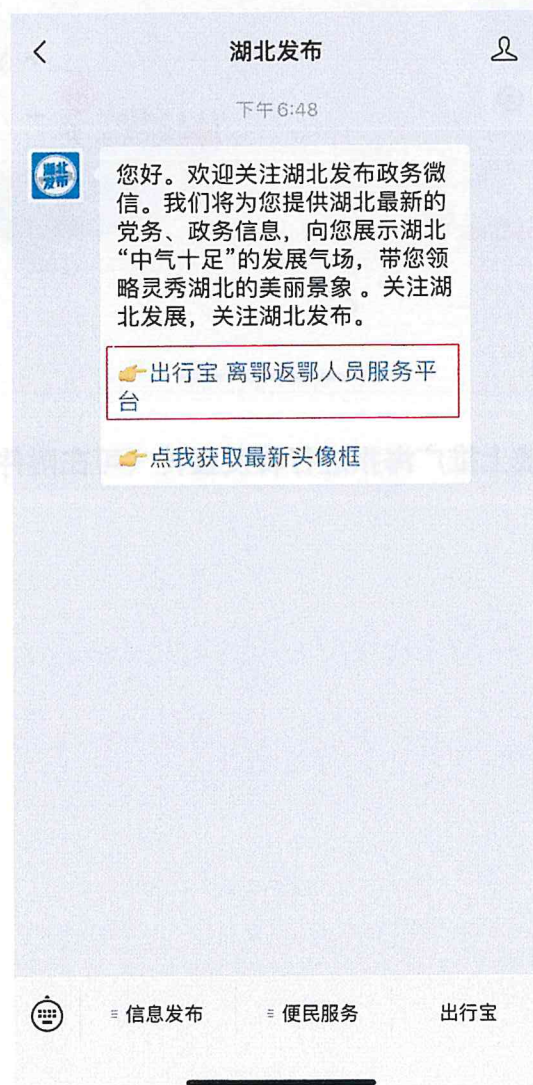 湖北发布
下午6:48
湖北
发布
您好。欢迎关注湖北发布政务微
信。我们将为您提供湖北最新的
党务、政务信息，向您展示湖北
“中气十足”的发展气场，带您领
略灵秀湖北的美丽景象 。关注湖
北发展，关注湖北发布。
👉出行宝 离鄂返鄂人员服务平
台
👉点我获取最新头像框
信息发布
便民服务
出行宝